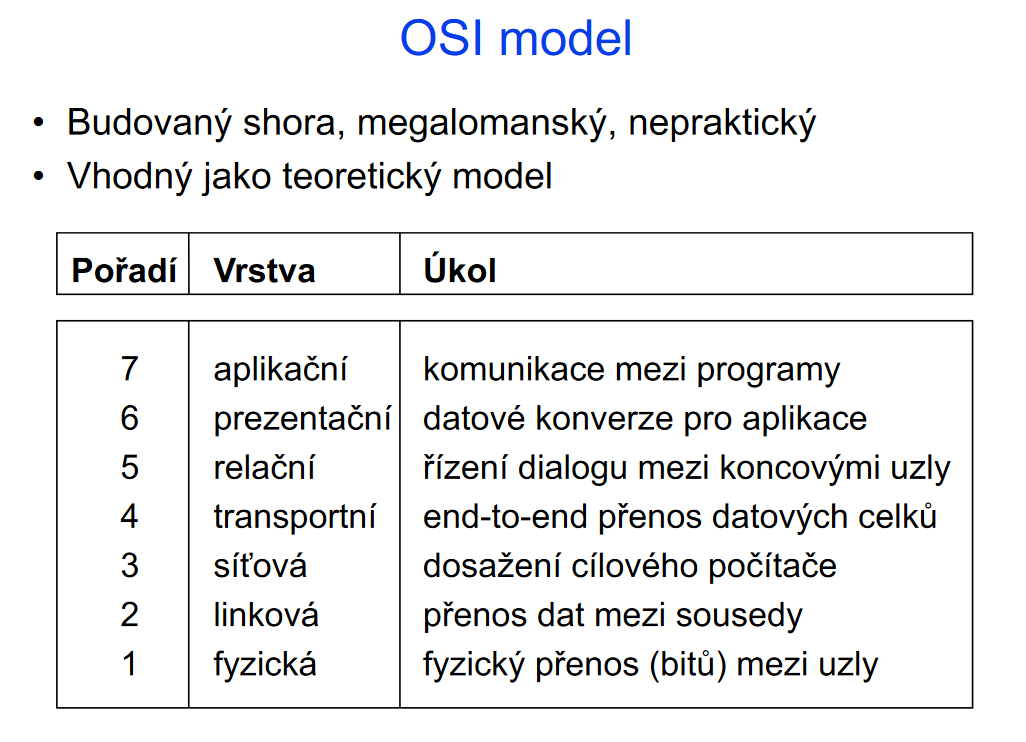 OSI model
• Budovaný shora, megalomanský, nepraktický
• Vhodný jako teoretický model
Pořadí Vrstva Úkol
7 aplikační komunikace mezi programy
6 prezentační datové konverze pro aplikace
5 relační řízení dialogu mezi koncovými uzly
4 transportní end-to-end přenos datových celků
3 síťová dosažení cílového počítače
2 linková přenos dat mezi sousedy
1 fyzická fyzický přenos (bitů) mezi uzly